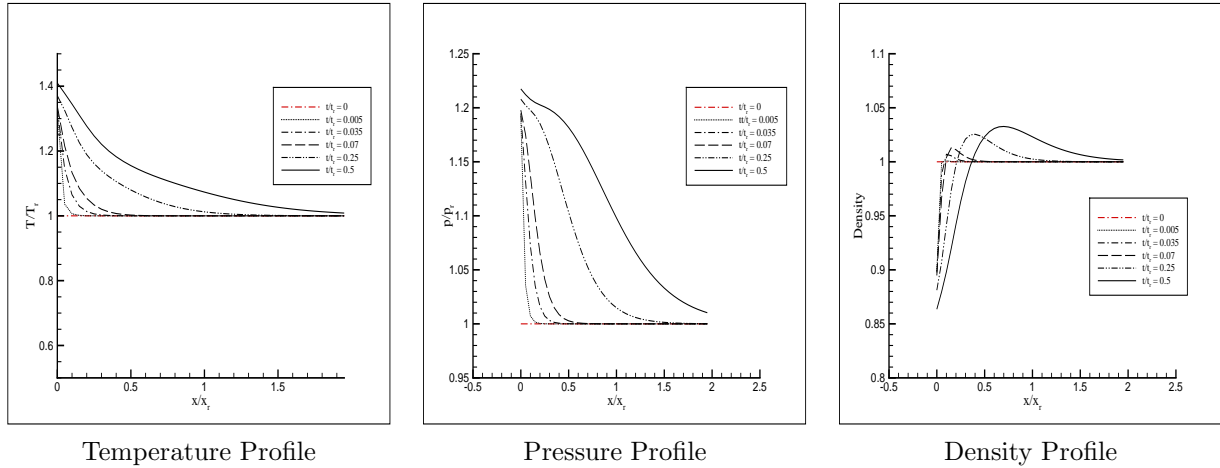 T/T_r
1.4
1.2
1
0.8
0.6
0
0.5
1
1.5
x/x_r
t/t_r = 0
t/t_r = 0.005
t/t_r = 0.035
t/t_r = 0.07
t/t_r = 0.25
t/t_r = 0.5
p/p_r
1.25
1.2
1.15
1.1
1.05
1
0.95
-0.5
0
0.5
1
1.5
2
2.5
x/x_r
t/t_r = 0
tt/t_r = 0.005
t/t_r = 0.035
t/t_r = 0.07
t/t_r = 0.25
t/t_r = 0.5
Density
1.1
1.05
1
0.95
0.9
0.85
0.8
-0.5
0
0.5
1
1.5
2
2.5
x/x_r
t/t_r = 0
t/t_r = 0.005
t/t_r = 0.035
t/t_r = 0.07
t/t_r = 0.25
t/t_r = 0.5
Temperature Profile
Pressure Profile
Density Profile